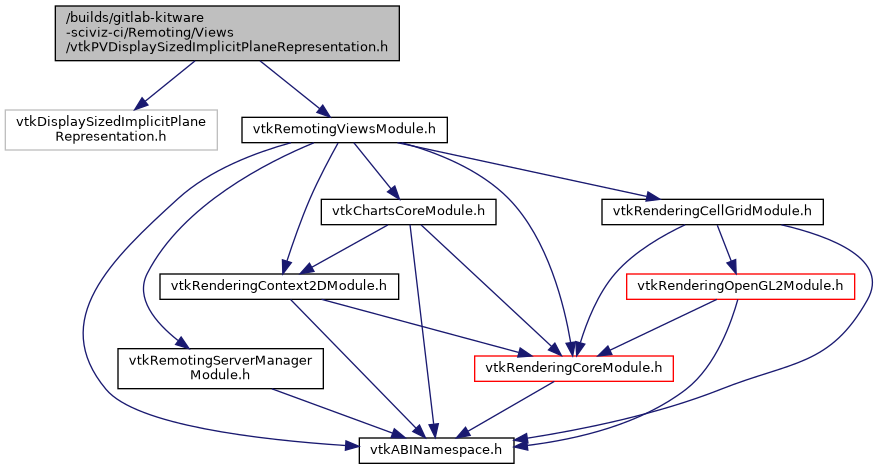 /builds/gitlab-kitware
-sciviz-ci/Remoting/Views
/vtkPVDisplaySizedImplicitPlaneRepresentation.h
vtkDisplaySizedImplicitPlane
Representation.h
vtkRemotingViewsModule.h
vtkChartsCoreModule.h
vtkRenderingCellGridModule.h
vtkRenderingContext2DModule.h
vtkRenderingOpenGL2Module.h
vtkRemotingServerManager
Module.h
vtkRenderingCoreModule.h
vtkABINamespace.h